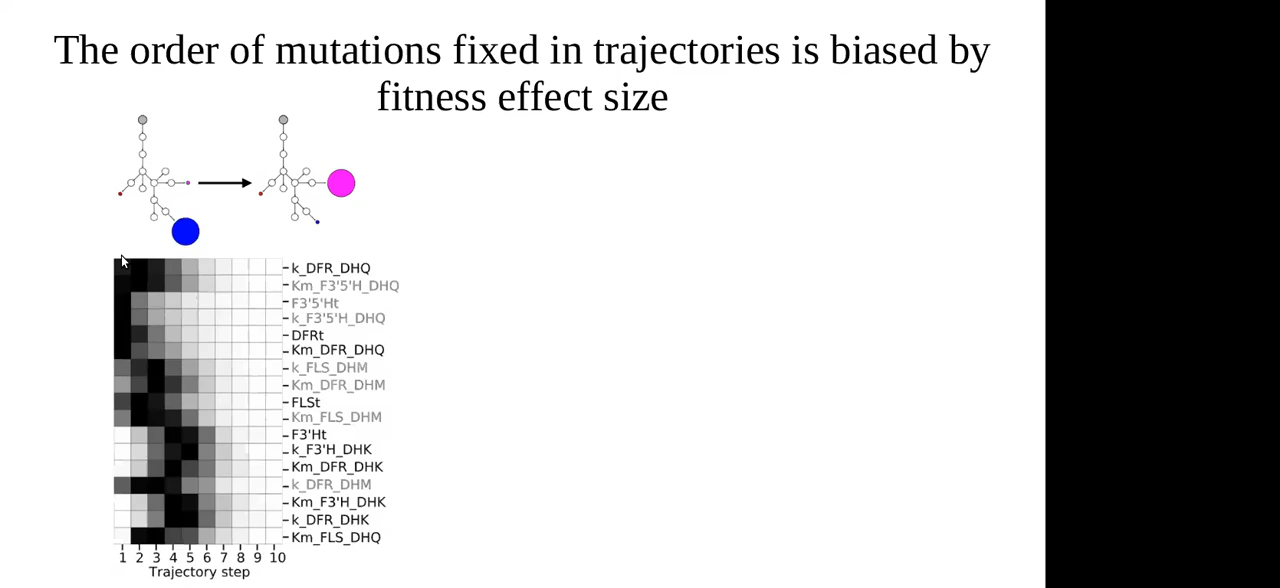 The order of mutations fixed in trajectories is biased by
fitness effect size
k_DFR_DHQ
Km_F3'5'H_DHQ
F3'5'Ht
k_F3'5'H_DHQ
DFRt
Km_DFR_DHQ
k_FLS_DHM
Km_DFR_DHM
FLSt
Km_FLS_DHM
F3'Ht
k_F3'H_DHK
Km_DFR_DHK
k_DFR_DHM
Km_F3'H_DHK
k_DFR_DHK
Km_FLS_DHQ
1 2 3 4 5 6 7 8 9 10
Trajectory step